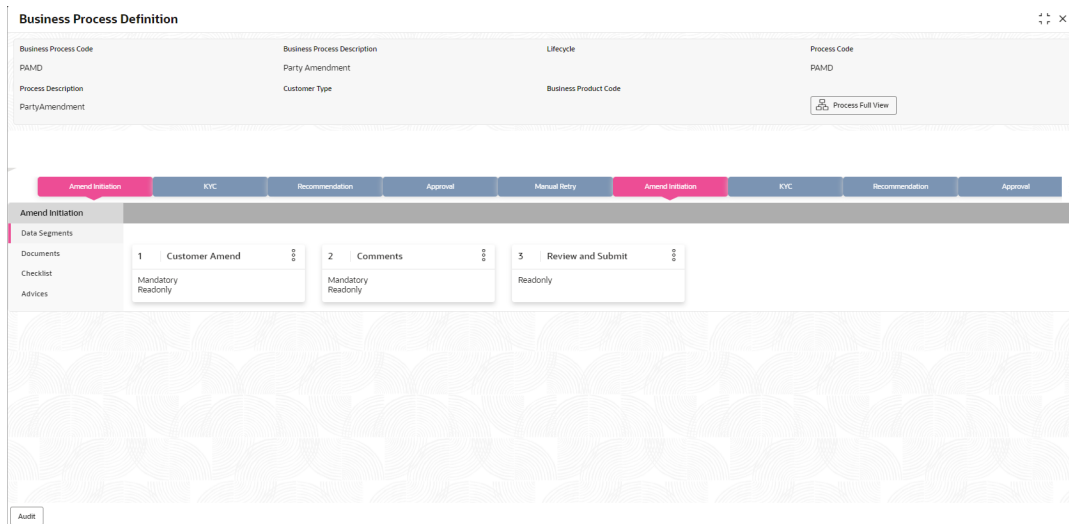 Business Process Definition
Business Process Code Business Process Description Lifecycle Process Code
PAMD Party Amendment PAMD
Process Description Customer Type Business Product Code
PartyAmendment Process Full View
Amend Initiation KYC Recommendation Approval Manual Retry Amend Initiation KYC Recommendation Approval
Amend Initiation
Data Segments
Documents 1 Customer Amend 2 Comments 3 Review and Submit
Checklist Mandatory Mandatory Readonly
Readonly Readonly
Advices
Audit